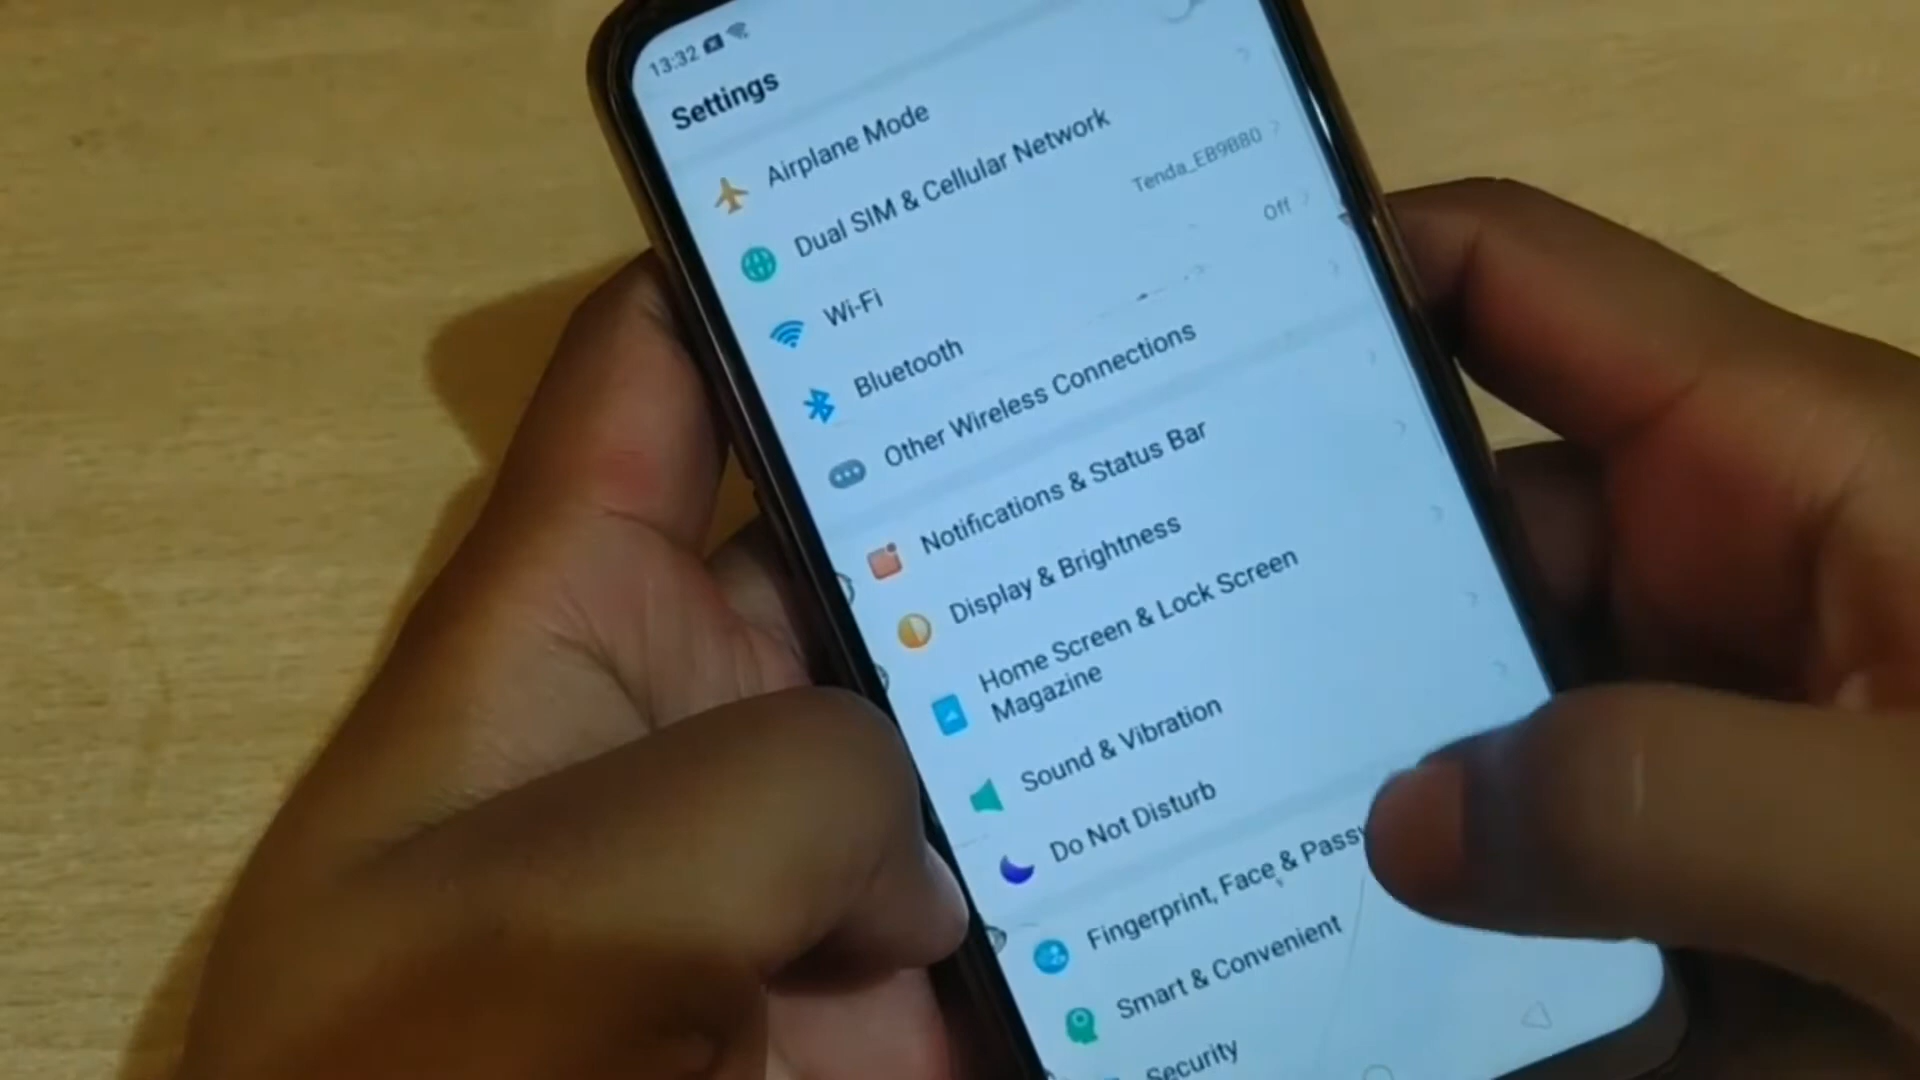 13:32
Settings
Airplane Mode
Dual SIM & Cellular Network
Wi-Fi
Tenda_EB9B80
Bluetooth
Off
Other Wireless Connections
Notifications & Status Bar
Display & Brightness
Home Screen & Lock Screen
Magazine
Sound & Vibration
Do Not Disturb
Fingerprint, Face & Passw
Smart & Convenient
Security